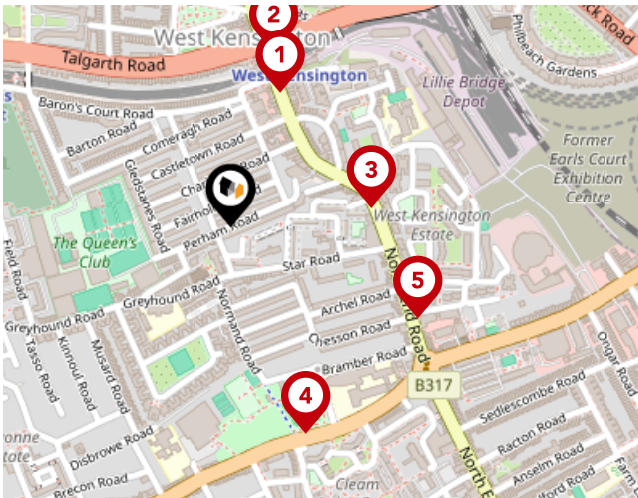 2
West Kensington
1
Talgarth Road
West Kensington
Philbeach Gardens
Lillie Bridge
Depot
Baron's Court Road
Barton Road
Comeragh Road
Castletown Road
Former
Earls Court
Exhibition
Centre
3
Gledstanes Road
Perham Road
West Kensington
Estate
The Queen's
Club
Field Road
Star Road
5
Greyhound Road
Greyhound Road
Normand Road
Archel Road
Chesson Road
Bramber Road
North End Road
Tasso Road
Kinnoul Road
Musard Road
Ongar Road
B317
4
Sedlescombe Road
Disbrowe Road
Racton Road
Anselm Road
Brecon Road
Clem
North E